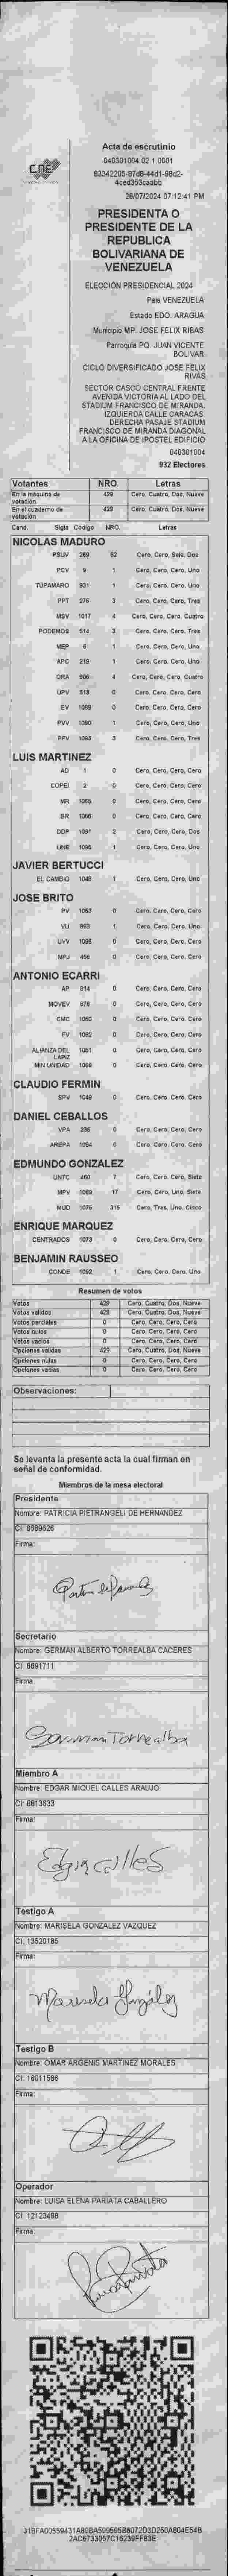 Acta de escrutinio
040301004.02.1.0001
28/07/2024 07:12:41 PM
CNE
PRESIDENTA O
PRESIDENTE DE LA
REPUBLICA
BOLIVARIANA DE
VENEZUELA
ELECCIÓN PRESIDENCIAL 2024
Pais VENEZUELA
Estado EDO. ARAGUA
Municipio MP. JOSE FELIX RIBAS
Parroquia PQ. JUAN VICENTE
BOLIVAR
CICLO DIVERSIFICADO JOSE FELIX
RIVAS
SECTOR CASCO CENTRAL FRENTE
AVENIDA VICTORIA AL LADO DEL
STADIUM FRANCISCO DE MIRANDA.
IZQUIERDA CALLE CARACAS
DERECHA PASAJE STADIUM
FRANCISCO DE MIRANDA DIAGONAL
A LA OFICINA DE IPOSTEL EDIFICIO
040301004
932 Electores
Votantes NRO. Letras
En la máquina de votación 429 Cero, Cuatro, Dos, Nueve
En el cuaderno de votación 429 Cero, Cuatro, Dos, Nueve
Cand. Sigla Codigo NRO. Letras
NICOLAS MADURO
PSUV 269 62 Cero, Cero, Seis, Dos
PCV 9 1 Cero, Cero, Cero, Uno
TUPAMARO 931 1 Cero, Cero, Cero, Uno
PPT 276 3 Cero, Cero, Cero, Tres
MSV 1017 4 Cero, Cero, Cero, Cuatro
PODEMOS 514 3 Cero, Cero, Cero, Tres
MEP 6 1 Cero, Cero, Cero, Uno
APC 219 1 Cero, Cero, Cero, Uno
ORA 906 4 Cero, Cero, Cero, Cuatro
UPV 513 0 Cero, Cero, Cero, Cero
EV 1089 0 Cero, Cero, Cero, Cero
PVV 1090 1 Cero, Cero, Cero, Uno
PFV 1093 3 Cero, Cero, Cero, Tres
LUIS MARTINEZ
AD 1 0 Cero, Cero, Cero, Cero
COPEI 2 0 Cero, Cero, Cero, Cero
MR 1065 0 Cero, Cero, Cero, Cero
BR 1066 0 Cero, Cero, Cero, Cero
DDP 1091 2 Cero, Cero, Cero, Dos
UNE 1095 1 Cero, Cero, Cero, Uno
JAVIER BERTUCCI
EL CAMBIO 1048 1 Cero, Cero, Cero, Uno
JOSE BRITO
PV 1053 0 Cero, Cero, Cero, Cero
VU 968 1 Cero, Cero, Cero, Uno
UVV 1096 0 Cero, Cero, Cero, Cero
MPJ 456 0 Cero, Cero, Cero, Cero
ANTONIO ECARRI
AP 814 0 Cero, Cero, Cero, Cero
MOVEV 878 0 Cero, Cero, Cero, Cero
CMC 1050 0 Cero, Cero, Cero, Cero
FV 1082 0 Cero, Cero, Cero, Cero
ALIANZA DEL LAPIZ 1051 0 Cero, Cero, Cero, Cero
MIN UNIDAD 1068 0 Cero, Cero, Cero, Cero
CLAUDIO FERMIN
SPV 1049 0 Cero, Cero, Cero, Cero
DANIEL CEBALLOS
VPA 236 0 Cero, Cero, Cero, Cero
AREPA 1094 0 Cero, Cero, Cero, Cero
EDMUNDO GONZALEZ
UNTC 460 7 Cero, Cero, Cero, Siete
MPV 1069 17 Cero, Cero, Uno, Siete
MUD 1075 315 Cero, Tres, Uno, Cinco
ENRIQUE MARQUEZ
CENTRADOS 1073 0 Cero, Cero, Cero, Cero
BENJAMIN RAUSSEO
CONDE 1092 1 Cero, Cero, Cero, Uno
Resumen de votos
Votos 429 Cero, Cuatro, Dos, Nueve
Votos validos 429 Cero, Cuatro, Dos, Nueve
Votos parciales 0 Cero, Cero, Cero, Cero
Votos nulos 0 Cero, Cero, Cero, Cero
Votos vacios 0 Cero, Cero, Cero, Cero
Opciones validas 429 Cero, Cuatro, Dos, Nueve
Opciones nulas 0 Cero, Cero, Cero, Cero
Opciones vacias 0 Cero, Cero, Cero, Cero
Observaciones:
Se levanta la presente acta la cual firman en
señal de conformidad.
Miembros de la mesa electoral
Presidente
Nombre: PATRICIA PIETRANGELI DE HERNANDEZ
CI: 8689626
Firma:
Secretario
Nombre: GERMAN ALBERTO TORREALBA CACERES
CI: 8691711
Firma:
German Torrealba
Miembro A
Nombre: EDGAR MIQUEL CALLES ARAUJO
CI: 8813633
Firma:
Edgar Calles
Testigo A
Nombre: MARISELA GONZALEZ VAZQUEZ
CI: 13520185
Firma:
Marisela González
Testigo B
Nombre: OMAR ARGENIS MARTINEZ MORALES
CI: 16011586
Firma:
Operador
Nombre: LUISA ELENA PARIATA CABALLERO
CI: 12123488
Firma: